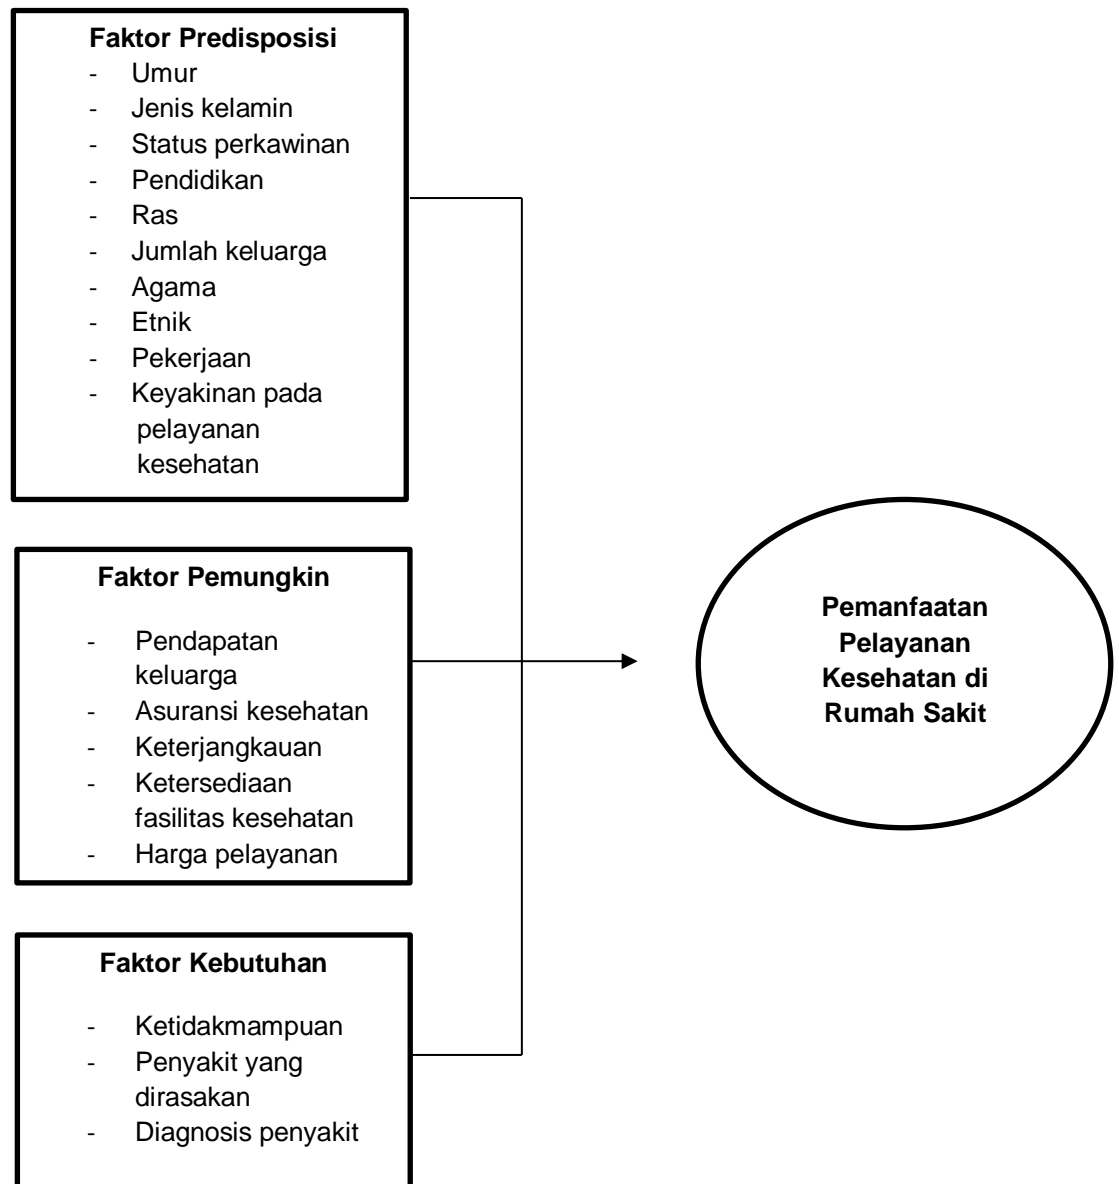 Faktor Predisposisi
- Umur
- Jenis kelamin
- Status perkawinan
- Pendidikan
- Ras
- Jumlah keluarga
- Agama
- Etnik
- Pekerjaan
- Keyakinan pada
pelayanan
kesehatan
Faktor Pemungkin
- Pendapatan
keluarga
- Asuransi kesehatan
- Keterjangkauan
- Ketersediaan
fasilitas kesehatan
- Harga pelayanan
Faktor Kebutuhan
- Ketidakmampuan
- Penyakit yang
dirasakan
- Diagnosis penyakit
Pemanfaatan
Pelayanan
Kesehatan di
Rumah Sakit